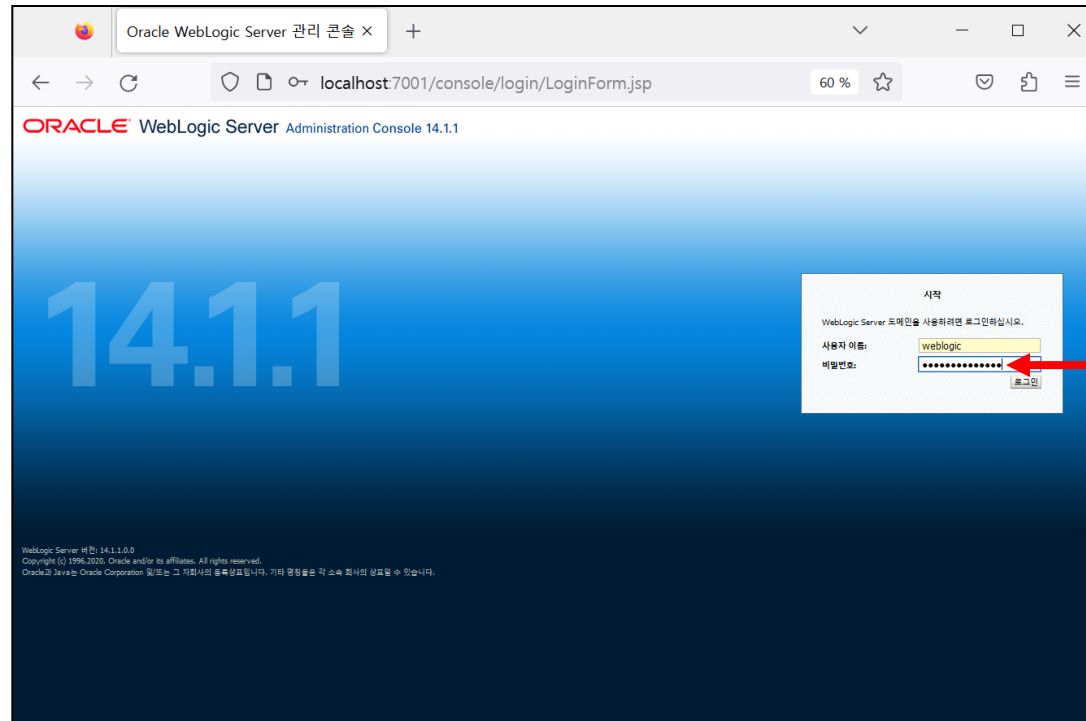 Oracle WebLogic Server 관리 콘솔
localhost:7001/console/login/LoginForm.jsp
60 %
ORACLE WebLogic Server Administration Console 14.1.1
14.1.1
시작
WebLogic Server 도메인을 사용하려면 로그인하십시오.
사용자 이름: weblogic
비밀번호: ••••••••••••••
로그인
WebLogic Server 버전: 14.1.1.0.0
Copyright (c) 1996,2020, Oracle and/or its affiliates. All rights reserved.
Oracle과 Java는 Oracle Corporation 및/또는 그 자회사의 등록상표입니다. 기타 명칭들은 각 소속 회사의 상표일 수 있습니다.